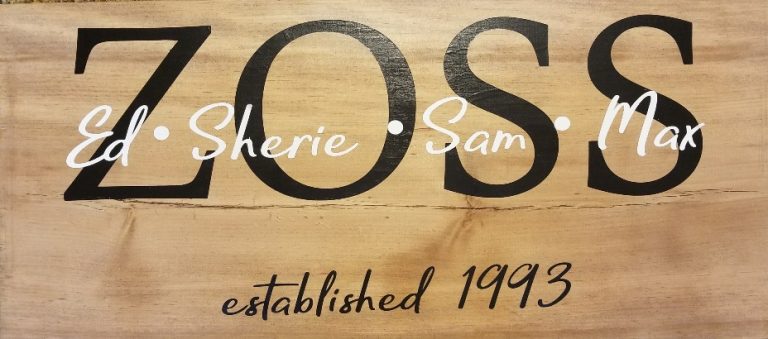 ZOSS
Ed • Sherie • Sam • Max
established 1993